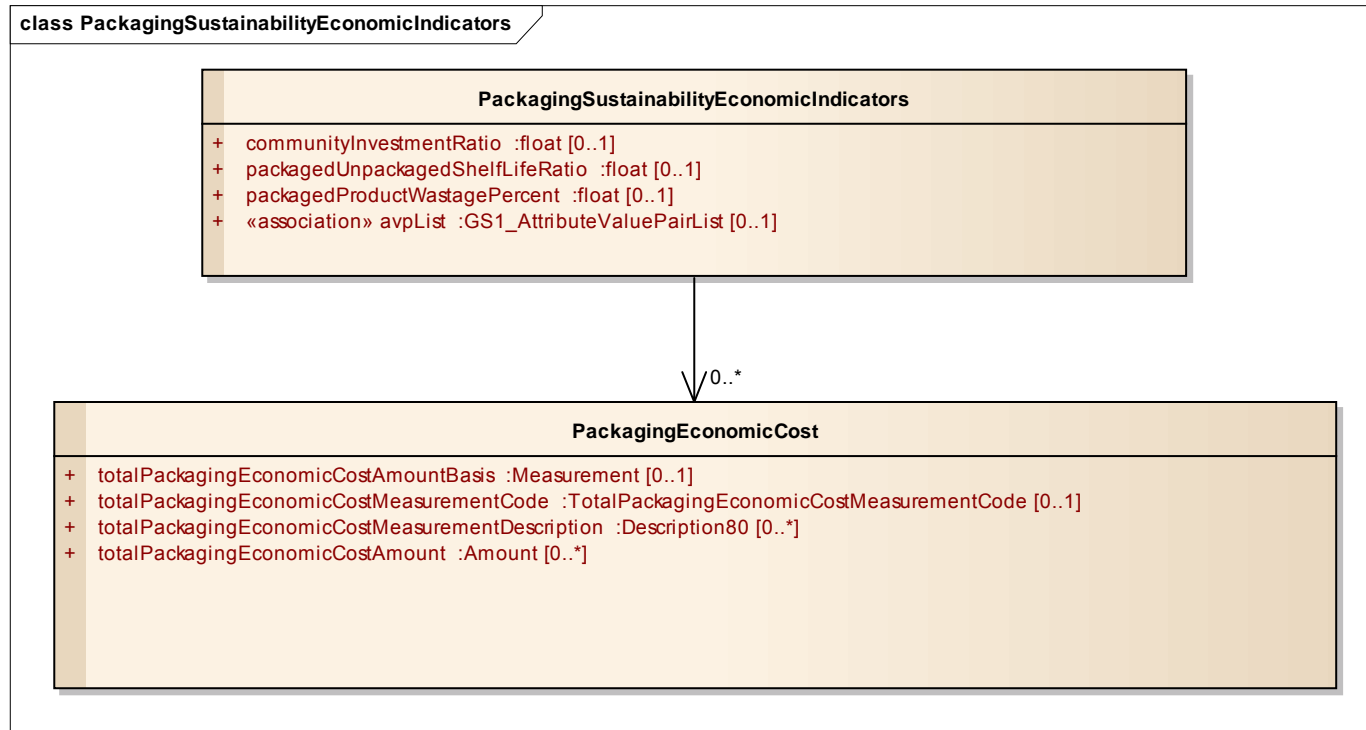 class PackagingSustainabilityEconomicIndicators
PackagingSustainabilityEconomicIndicators
+ communityInvestmentRatio :float [0..1]
+ packagedUnpackagedShelfLifeRatio :float [0..1]
+ packagedProductWastagePercent :float [0..1]
+ «association» avpList :GS1_AttributeValuePairList [0..1]
0..*
PackagingEconomicCost
+ totalPackagingEconomicCostAmountBasis :Measurement [0..1]
+ totalPackagingEconomicCostMeasurementCode :TotalPackagingEconomicCostMeasurementCode [0..1]
+ totalPackagingEconomicCostMeasurementDescription :Description80 [0..*]
+ totalPackagingEconomicCostAmount :Amount [0..*]